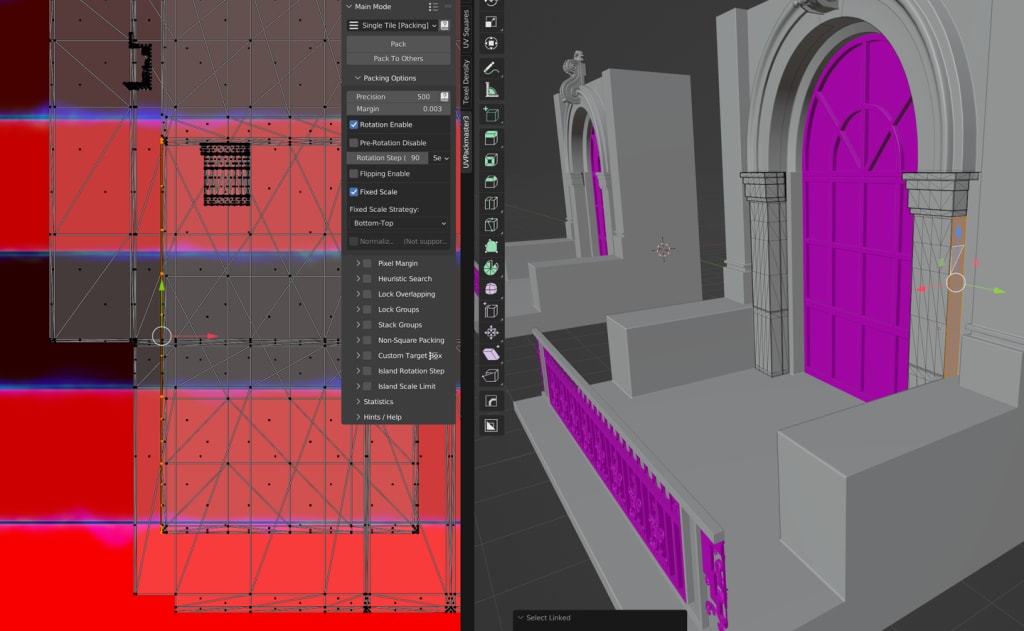 Main Mode
Single Tile [Packing]
Pack
Pack To Others
Packing Options
Precision 500
Margin 0.003
Rotation Enable
Pre-Rotation Disable
Rotation Step ( 90 Se
Flipping Enable
Fixed Scale
Fixed Scale Strategy:
Bottom-Top
Normaliz... (Not suppor...
Pixel Margin
Heuristic Search
Lock Overlapping
Lock Groups
Stack Groups
Non-Square Packing
Custom Target Box
Island Rotation Step
Island Scale Limit
Statistics
Hints / Help
UV Squares
Texel Density
UVPackmaster3
Select Linked